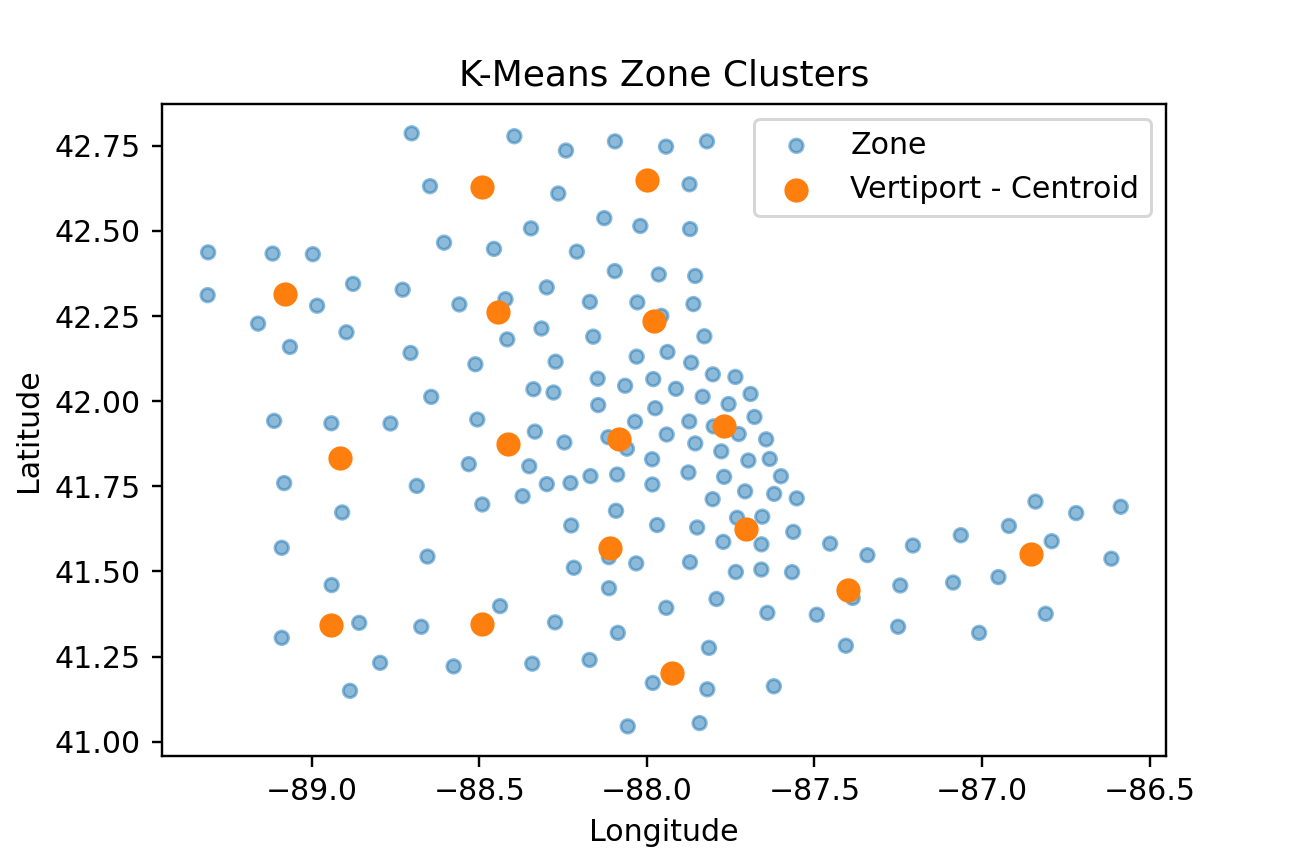 K-Means Zone Clusters
Zone
Vertiport - Centroid
42.75
42.50
42.25
42.00
41.75
41.50
41.25
41.00
Latitude
−89.0 −88.5 −88.0 −87.5 −87.0 −86.5
Longitude